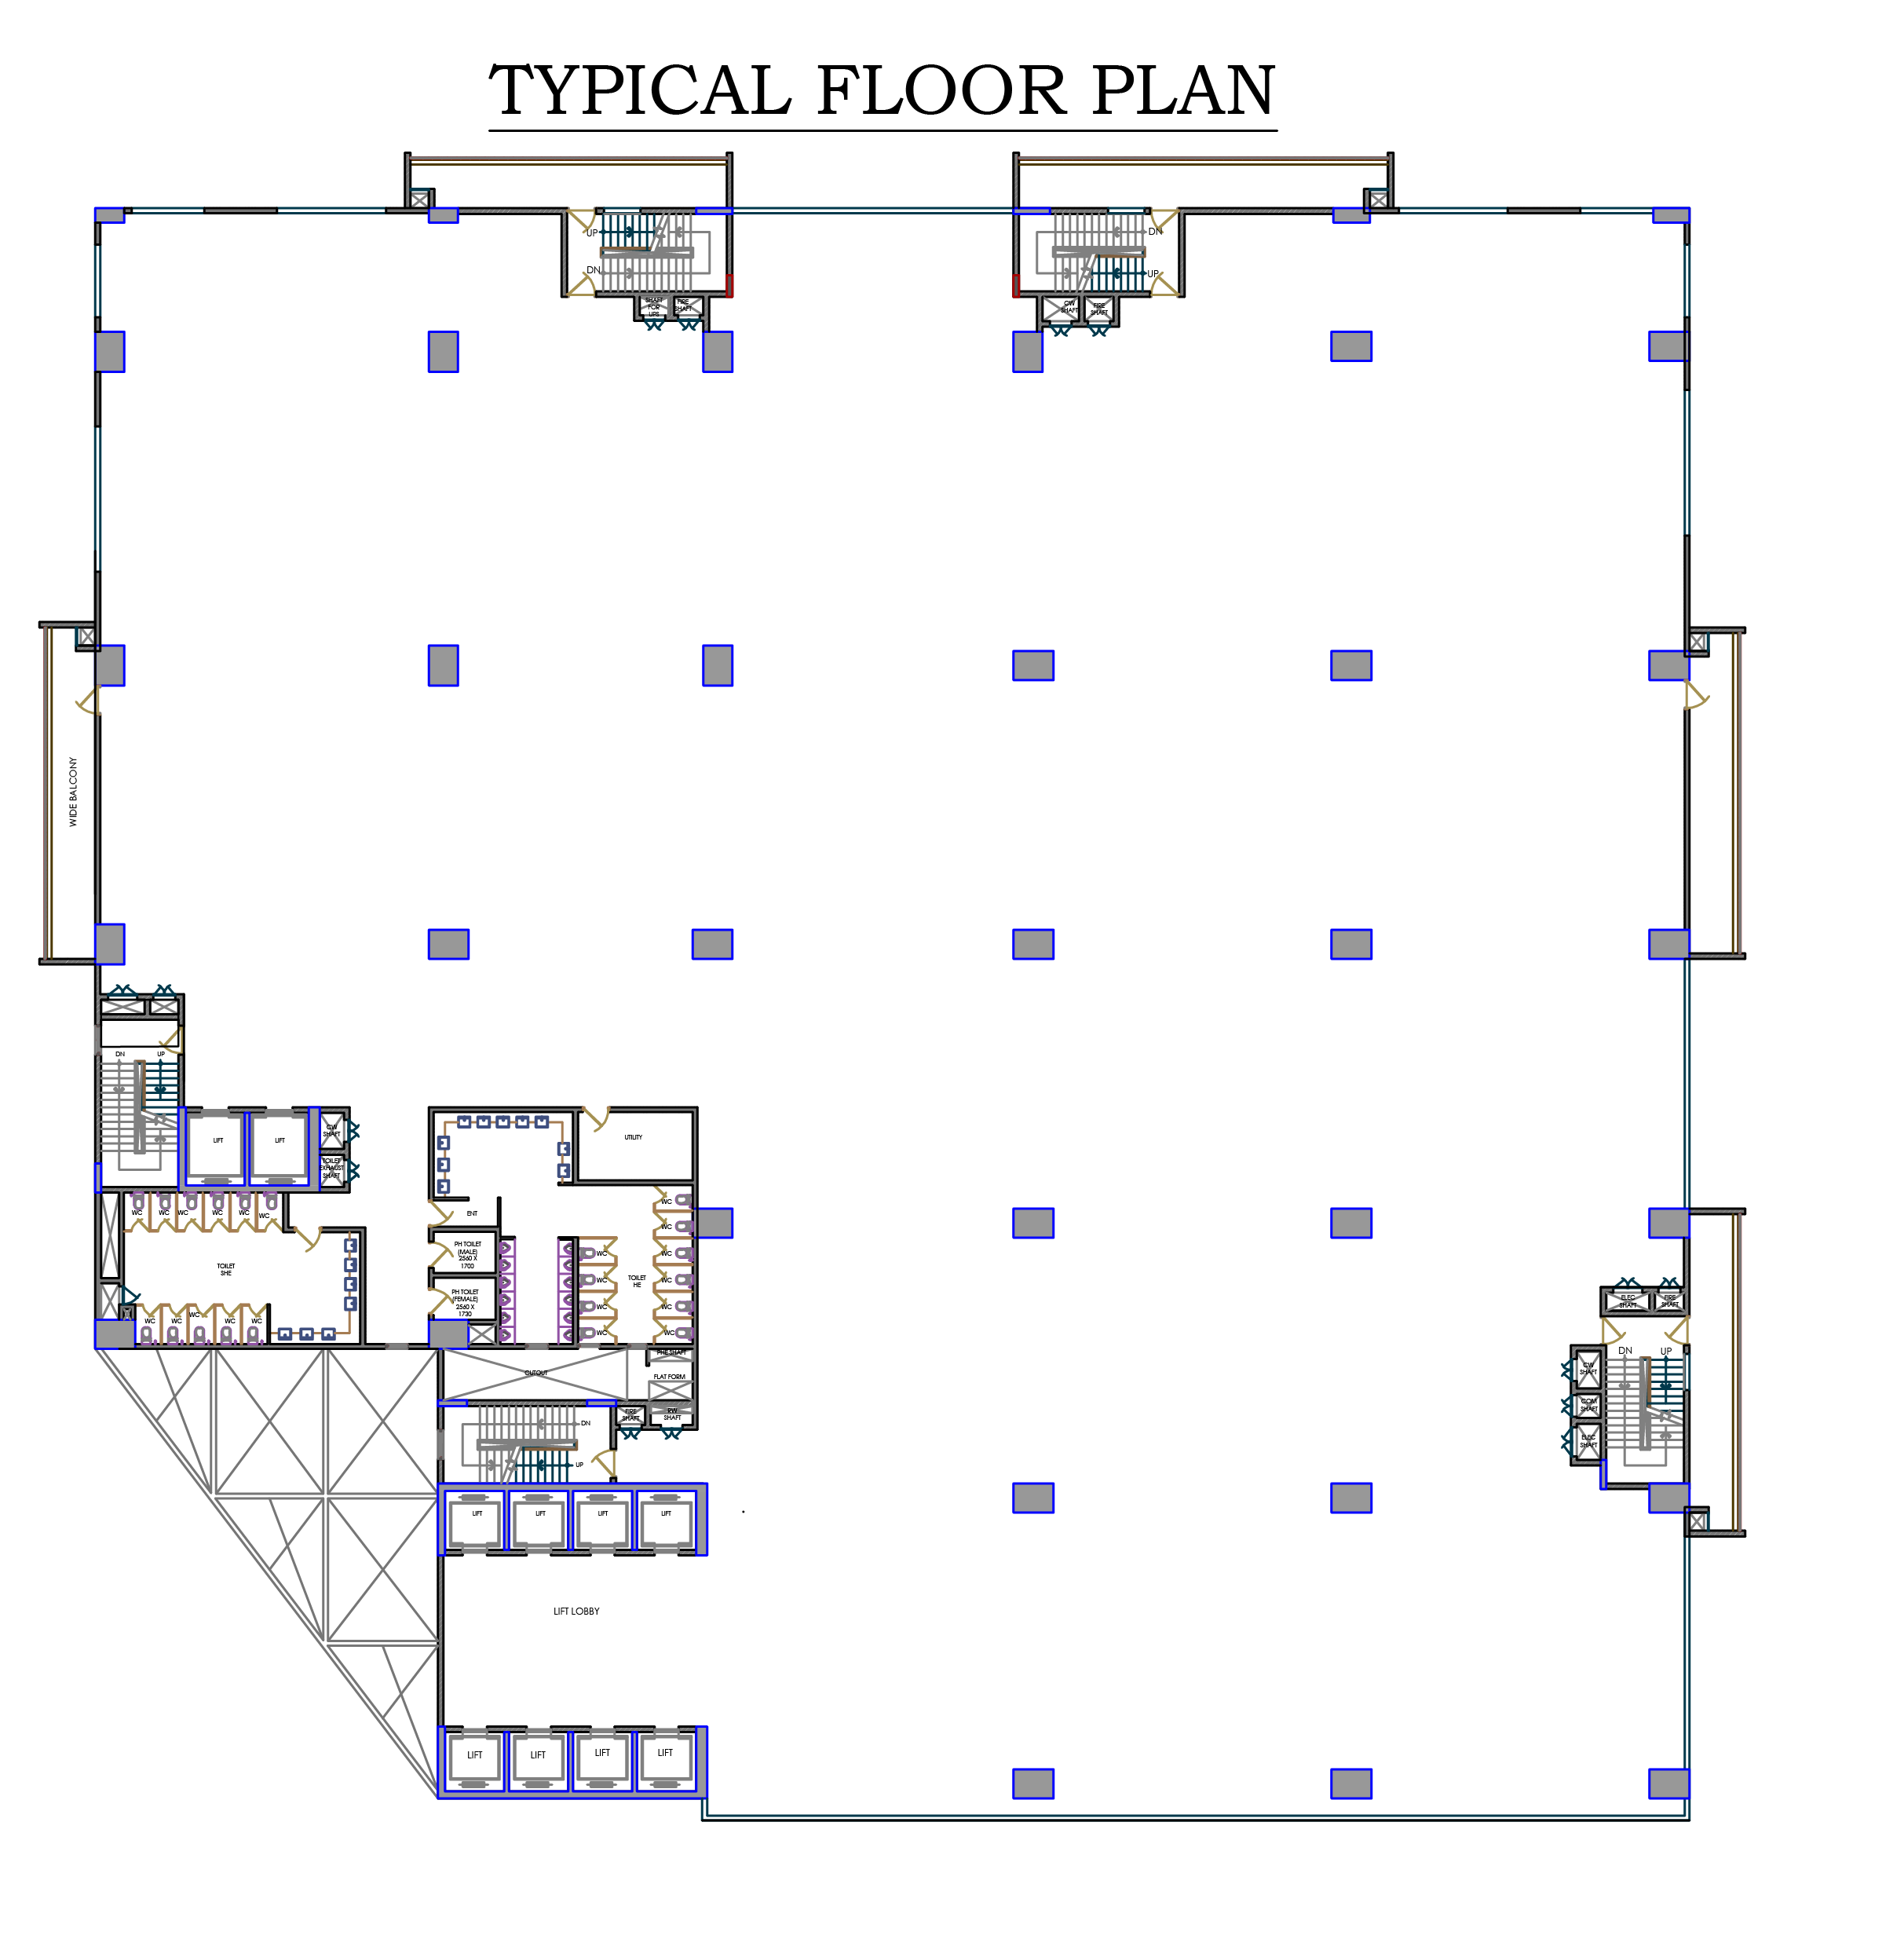 TYPICAL FLOOR PLAN
UP
DN
SHAFT
FOR
UPS
FIRE
SHAFT
DN
UP
CW
SHAFT
FIRE
SHAFT
WIDE BALCONY
DN
UP
LIFT
LIFT
CW
SHAFT
TOILET
EXHAUST
SHAFT
WC
WC
WC
WC
WC
WC
TOILET
SHE
WC
WC
WC
WC
WC
UTILITY
ENT
PH TOILET
(MALE)
2560 X
1700
PH TOILET
(FEMALE)
2560 X
1730
WC
WC
WC
WC
WC
WC
WC
WC
WC
WC
TOILET
HE
CUTOUT
PHE SHAFT
FLAT FORM
FIRE
SHAFT
RW
SHAFT
DN
UP
LIFT
LIFT
LIFT
LIFT
LIFT LOBBY
LIFT
LIFT
LIFT
LIFT
ELEC
SHAFT
FIRE
SHAFT
DN
UP
CW
SHAFT
COM
SHAFT
ELEC
SHAFT